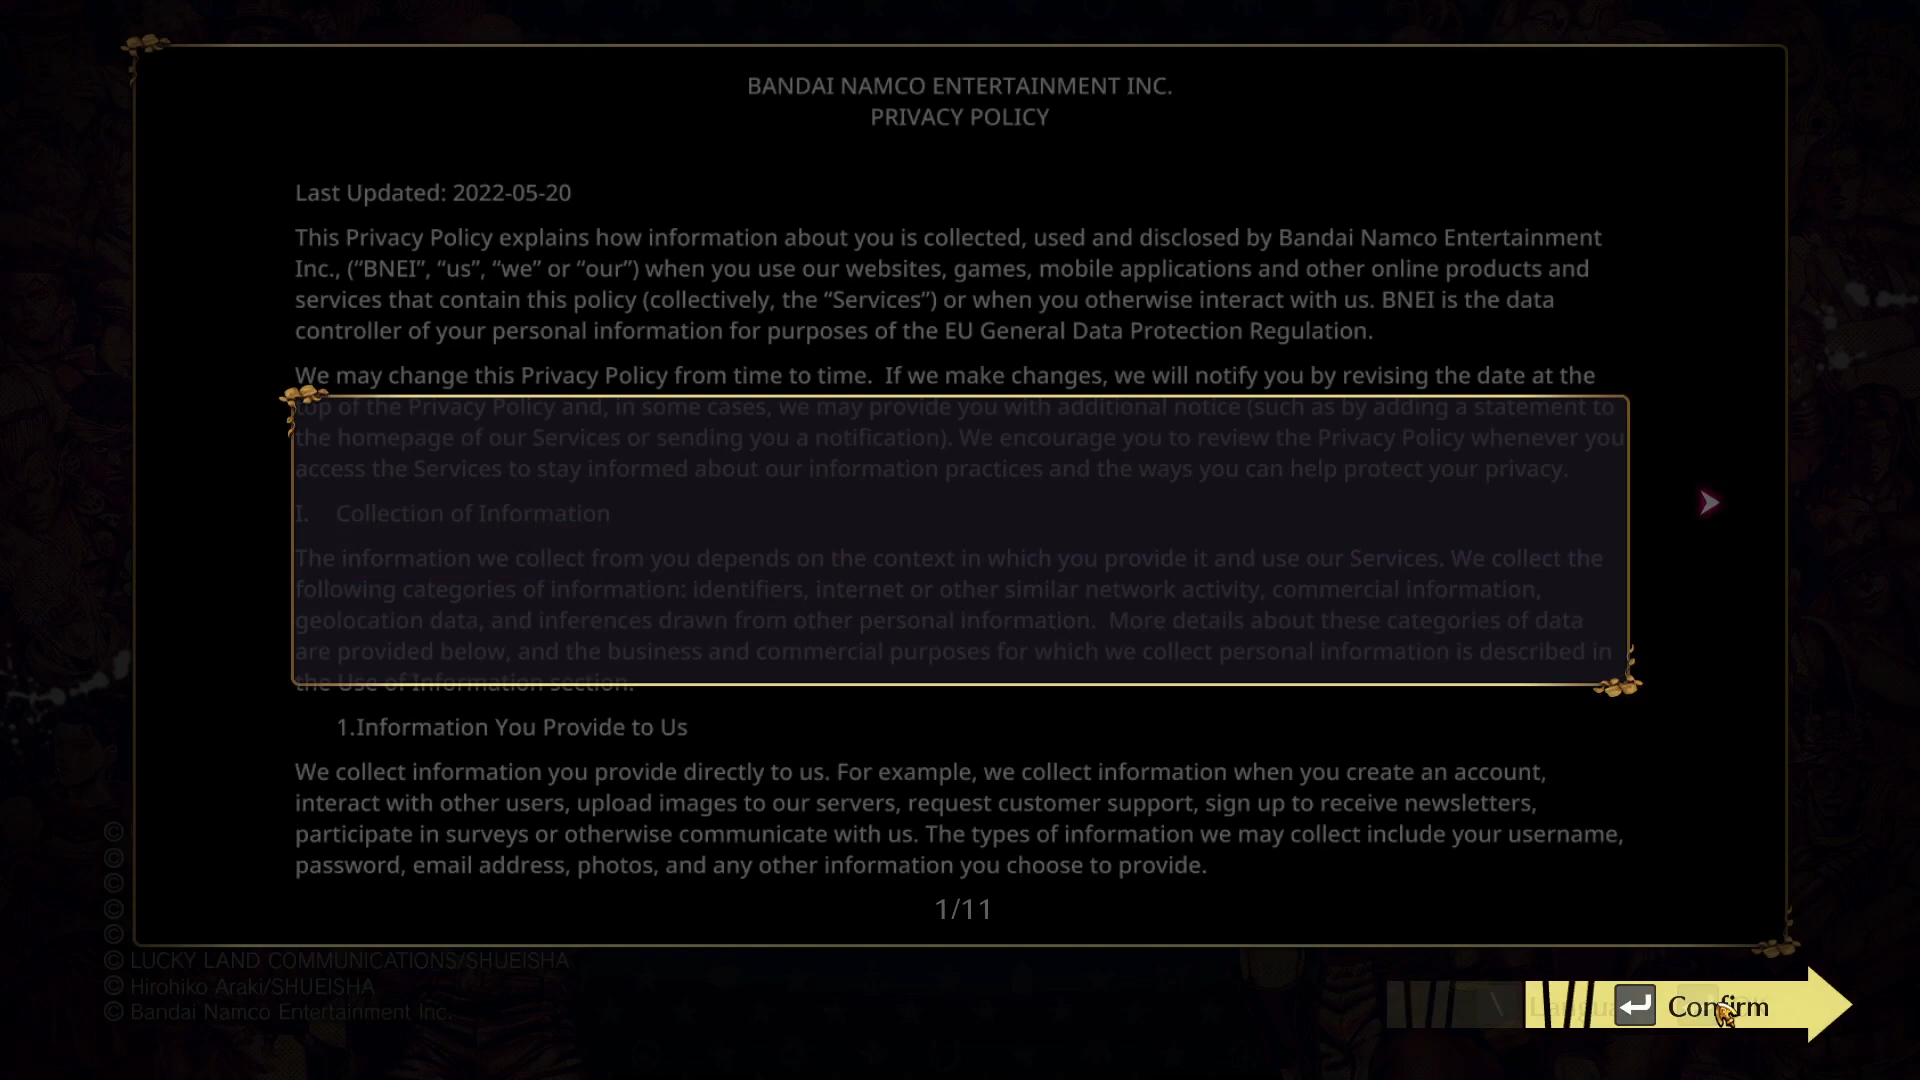 BANDAI NAMCO ENTERTAINMENT INC.
PRIVACY POLICY
Last Updated: 2022-05-20
This Privacy Policy explains how information about you is collected, used and disclosed by Bandai Namco Entertainment
Inc., (“BNEI”, “us”, “we” or “our”) when you use our websites, games, mobile applications and other online products and
services that contain this policy (collectively, the “Services”) or when you otherwise interact with us. BNEI is the data
controller of your personal information for purposes of the EU General Data Protection Regulation.
We may change this Privacy Policy from time to time.  If we make changes, we will notify you by revising the date at the
top of the Privacy Policy and, in some cases, we may provide you with additional notice (such as by adding a statement to
the homepage of our Services or sending you a notification). We encourage you to review the Privacy Policy whenever you
access the Services to stay informed about our information practices and the ways you can help protect your privacy.
I. Collection of Information
The information we collect from you depends on the context in which you provide it and use our Services. We collect the
following categories of information: identifiers, internet or other similar network activity, commercial information,
geolocation data, and inferences drawn from other personal information.  More details about these categories of data
are provided below, and the business and commercial purposes for which we collect personal information is described in
the Use of Information section.
1.Information You Provide to Us
We collect information you provide directly to us. For example, we collect information when you create an account,
interact with other users, upload images to our servers, request customer support, sign up to receive newsletters,
participate in surveys or otherwise communicate with us. The types of information we may collect include your username,
password, email address, photos, and any other information you choose to provide.
1/11
©
©
©
©
©
© LUCKY LAND COMMUNICATIONS/SHUEISHA
© Hirohiko Araki/SHUEISHA
© Bandai Namco Entertainment Inc.
\
Confirm